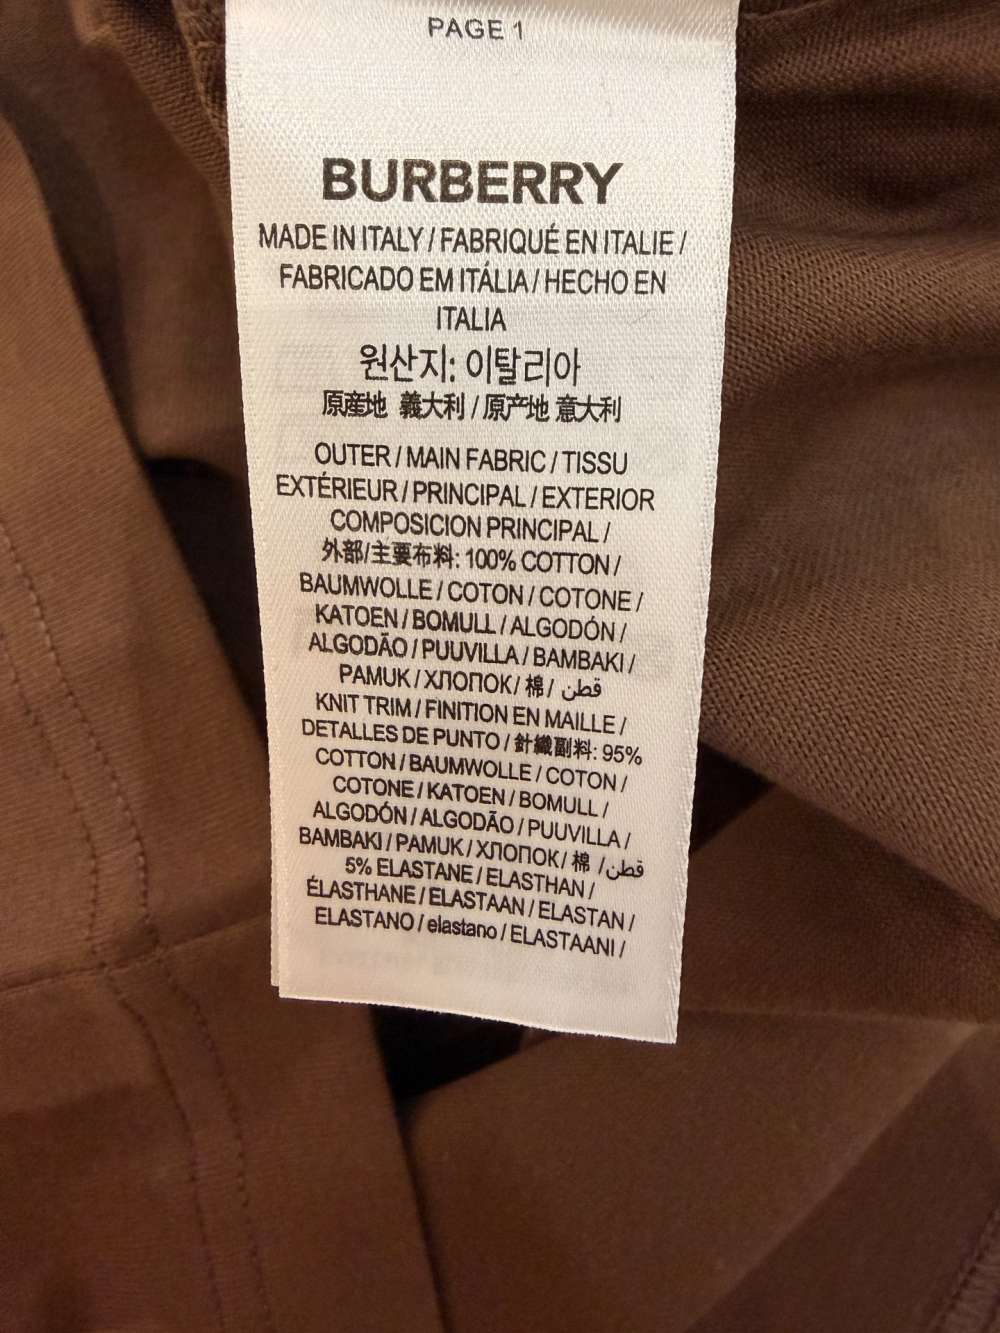 PAGE 1
BURBERRY
MADE IN ITALY / FABRIQUÉ EN ITALIE /
FABRICADO EM ITÁLIA / HECHO EN
ITALIA
원산지: 이탈리아
原産地 義大利 / 原产地 意大利
OUTER / MAIN FABRIC / TISSU
EXTÉRIEUR / PRINCIPAL / EXTERIOR
COMPOSICION PRINCIPAL /
外部/主要布料: 100% COTTON /
BAUMWOLLE / COTON / COTONE /
KATOEN / BOMULL / ALGODÓN /
ALGODÃO / PUUVILLA / BAMBAKI /
PAMUK / ХЛОПОК / 棉 / قطن
KNIT TRIM / FINITION EN MAILLE /
DETALLES DE PUNTO / 針織副料: 95%
COTTON / BAUMWOLLE / COTON /
COTONE / KATOEN / BOMULL /
ALGODÓN / ALGODÃO / PUUVILLA /
BAMBAKI / PAMUK / ХЛОПОК / 棉 / قطن
5% ELASTANE / ELASTHAN /
ÉLASTHANE / ELASTAAN / ELASTAN /
ELASTANO / elastano / ELASTAANI /